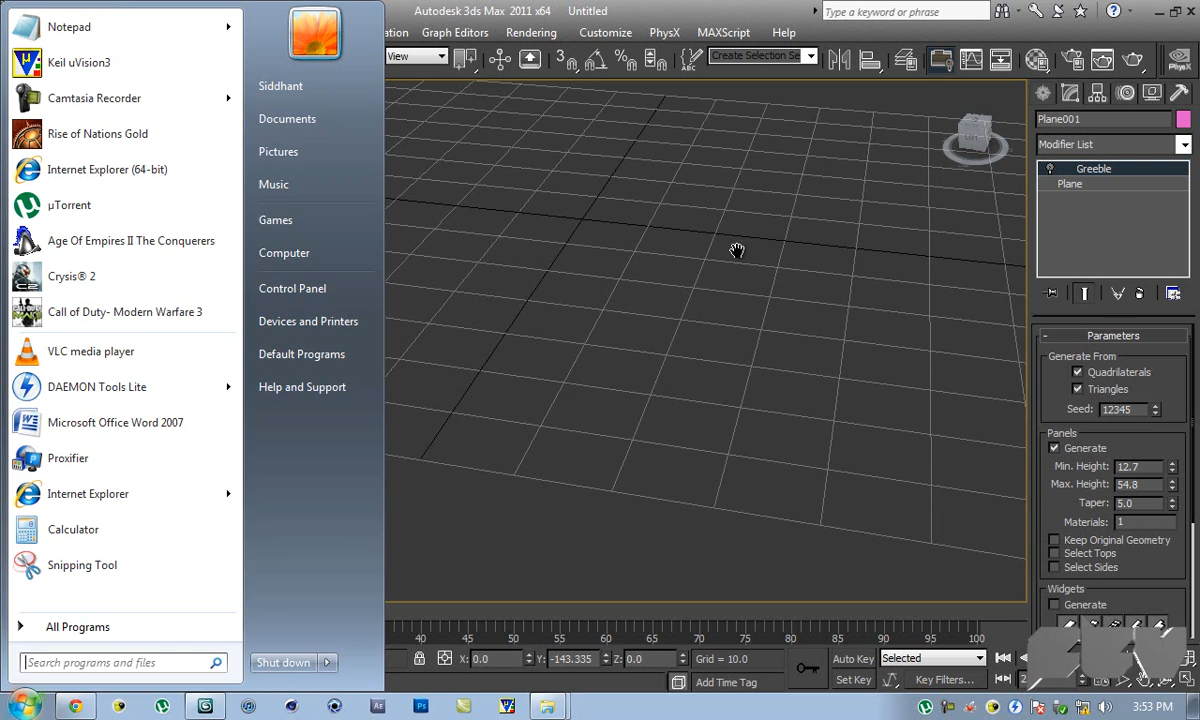 Notepad
Keil uVision3
Camtasia Recorder
Rise of Nations Gold
Internet Explorer (64-bit)
µTorrent
Age Of Empires II The Conquerers
Crysis® 2
Call of Duty- Modern Warfare 3
VLC media player
DAEMON Tools Lite
Microsoft Office Word 2007
Proxifier
Internet Explorer
Calculator
Snipping Tool
All Programs
Search programs and files
Siddhant
Documents
Pictures
Music
Games
Computer
Control Panel
Devices and Printers
Default Programs
Help and Support
Shut down
Autodesk 3ds Max 2011 x64 Untitled
Type a keyword or phrase
ation Graph Editors Rendering Customize PhysX MAXScript Help
View
Create Selection Se
PhysX
Plane001
Modifier List
Greeble
Plane
Parameters
Generate From
Quadrilaterals
Triangles
Seed: 12345
Panels
Generate
Min. Height: 12.7
Max. Height: 54.8
Taper: 5.0
Materials: 1
Keep Original Geometry
Select Tops
Select Sides
Widgets
Generate
40 45 50 55 60 65 70 75 80 85 90 95 100
X: 0.0 Y: -143.335 Z: 0.0 Grid = 10.0
Auto Key Selected
Add Time Tag
Set Key Key Filters...
3:53 PM